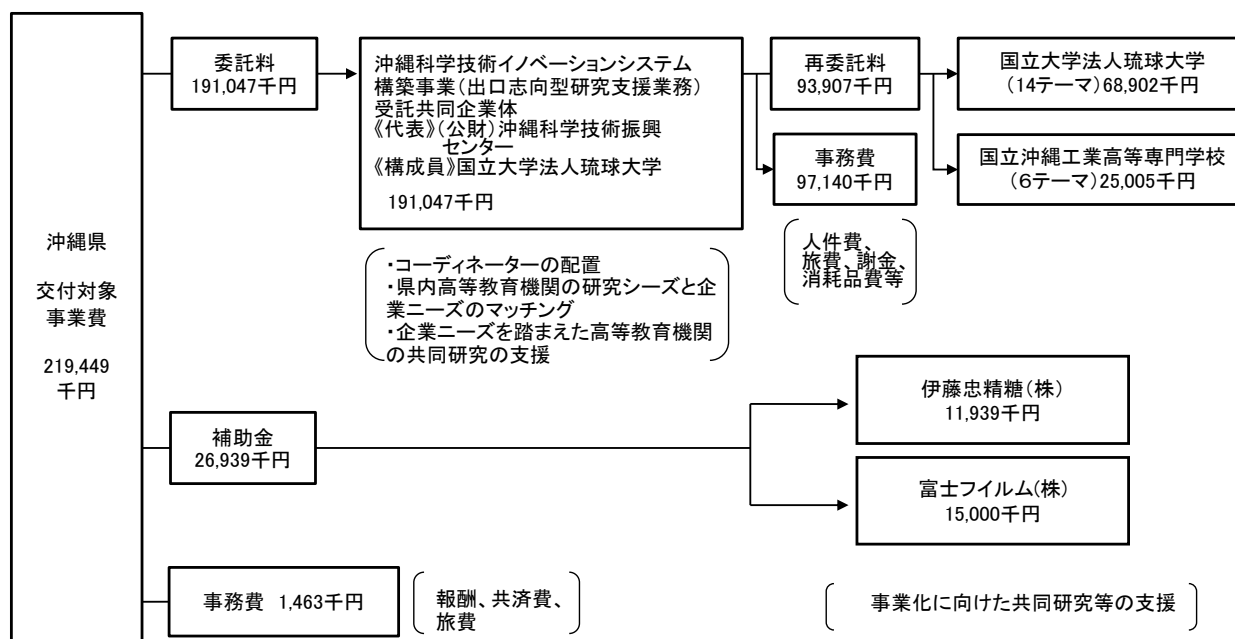 沖縄県
交付対象
事業費
219,449
千円
委託料
191,047千円
沖縄科学技術イノベーションシステム
構築事業(出口志向型研究支援業務)
受託共同企業体
《代表》(公財)沖縄科学技術振興
センター
《構成員》国立大学法人琉球大学
191,047千円
・コーディネーターの配置
・県内高等教育機関の研究シーズと企
業ニーズのマッチング
・企業ニーズを踏まえた高等教育機関
の共同研究の支援
再委託料
93,907千円
国立大学法人琉球大学
(14テーマ)68,902千円
国立沖縄工業高等専門学校
(6テーマ)25,005千円
事務費
97,140千円
人件費、
旅費、謝金、
消耗品費等
補助金
26,939千円
伊藤忠精糖(株)
11,939千円
富士フイルム(株)
15,000千円
事業化に向けた共同研究等の支援
事務費 1,463千円
報酬、共済費、
旅費